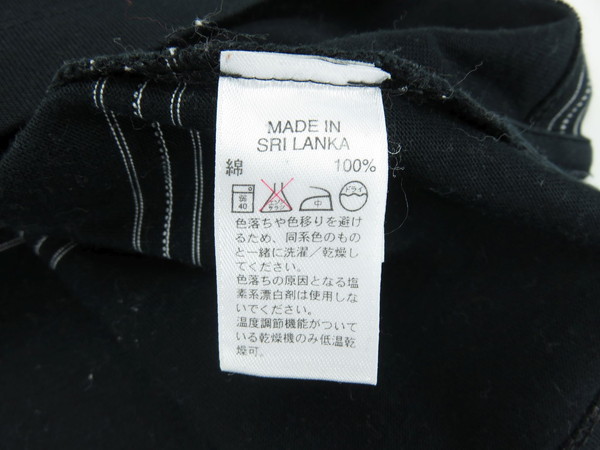 MADE IN
SRI LANKA
綿 100%
40 中 ドライ
色落ちや色移りを避け
るため、同系色のもの
と一緒に洗濯/乾燥し
てください。
色落ちの原因となる塩
素系漂白剤は使用しな
いでください。
温度調節機能がついて
いる乾燥機のみ低温乾
燥可。